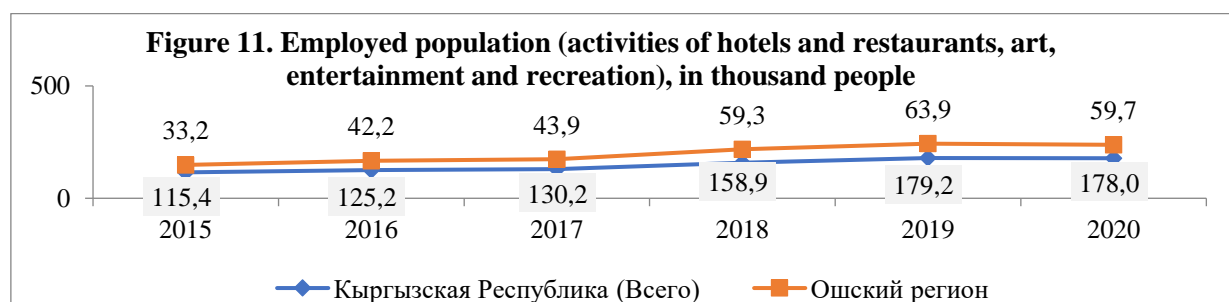 Figure 11. Employed population (activities of hotels and restaurants, art,
entertainment and recreation), in thousand people
500
33,2 42,2 43,9 59,3 63,9 59,7
0
115,4 125,2 130,2 158,9 179,2 178,0
2015 2016 2017 2018 2019 2020
Кыргызская Республика (Всего) Ошский регион